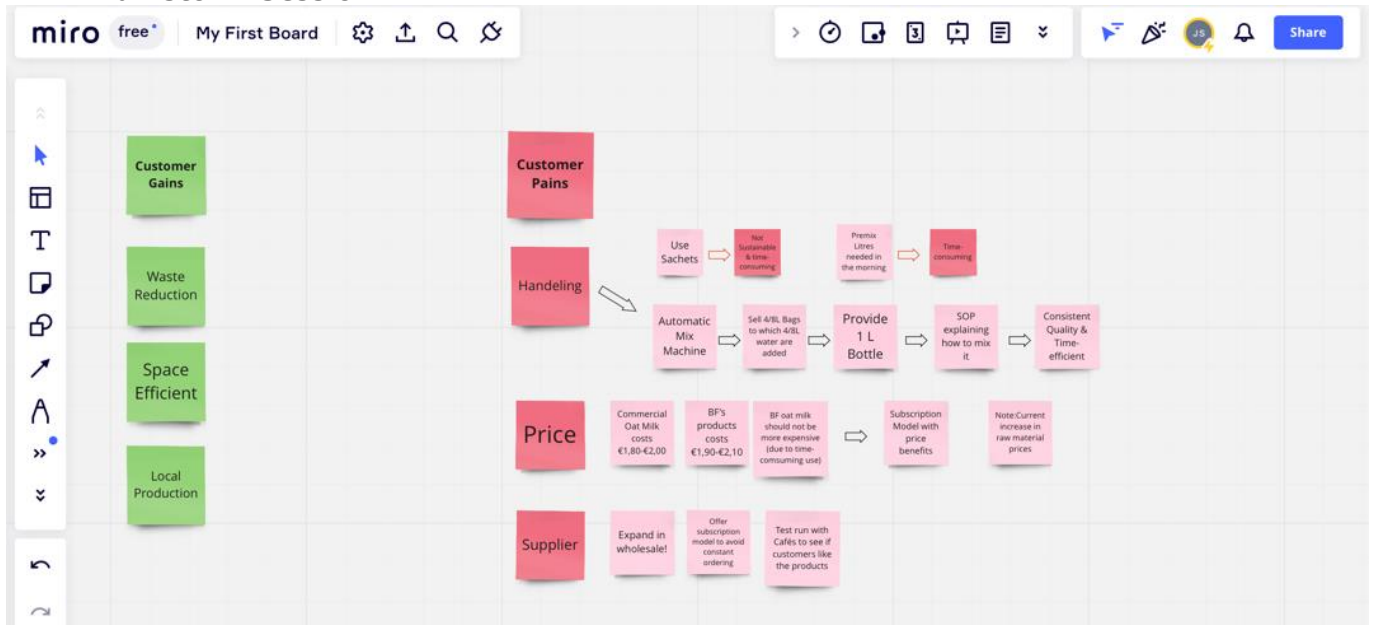 miro free My First Board
3
JS
Share
Customer
Gains
Waste
Reduction
Space
Efficient
Local
Production
Customer
Pains
Handeling
Use
Sachets
Not
Sustainable
& time-
consuming
Premix
Litres
needed in
the morning
Time-
consuming
Automatic
Mix
Machine
Sell 4/8L Bags
to which 4/8L
water are
added
Provide
1 L
Bottle
SOP
explaining
how to mix
it
Consistent
Quality &
Time-
efficient
Price
Commercial
Oat Milk
costs
€1,80-€2,00
BF's
products
costs
€1,90-€2,10
BF oat milk
should not be
more expensive
(due to time-
comsuming use)
Subscription
Model with
price
benefits
Note:Current
increase in
raw material
prices
Supplier
Expand in
wholesale!
Offer
subscription
model to avoid
constant
ordering
Test run with
Cafés to see if
customers like
the products